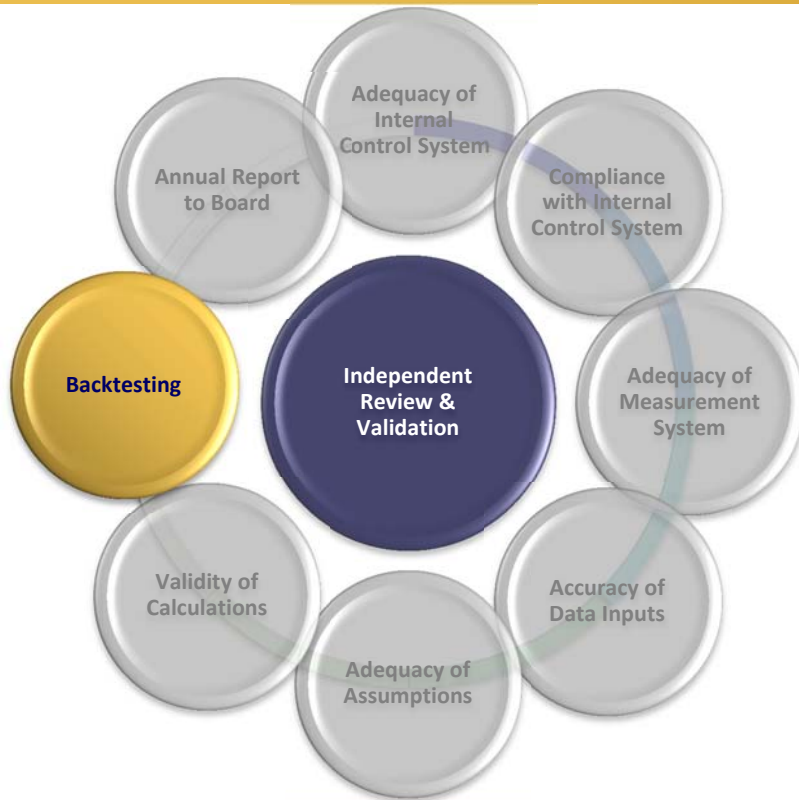 Adequacy of
Internal
Control System
Compliance
with Internal
Control System
Adequacy of
Measurement
System
Accuracy of
Data Inputs
Adequacy of
Assumptions
Validity of
Calculations
Backtesting
Annual Report
to Board
Independent
Review &
Validation